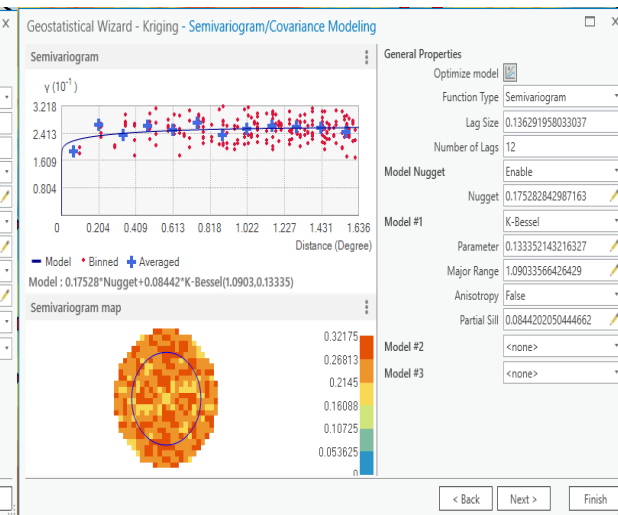 Geostatistical Wizard - Kriging - Semivariogram/Covariance Modeling
Semivariogram
γ (10⁻¹)
3.218
2.413
1.609
0.804
0 0.204 0.409 0.613 0.818 1.022 1.227 1.431 1.636
Distance (Degree)
Model Binned Averaged
Model : 0.17528*Nugget+0.08442*K-Bessel(1.0903,0.13335)
Semivariogram map
0.32175
0.26813
0.2145
0.16088
0.10725
0.053625
0
General Properties
Optimize model
Function Type Semivariogram
Lag Size 0.136291958033037
Number of Lags 12
Model Nugget Enable
Nugget 0.175282842987163
Model #1 K-Bessel
Parameter 0.133352143216327
Major Range 1.09033566426429
Anisotropy False
Partial Sill 0.0844202050444662
Model #2 <none>
Model #3 <none>
< Back Next > Finish